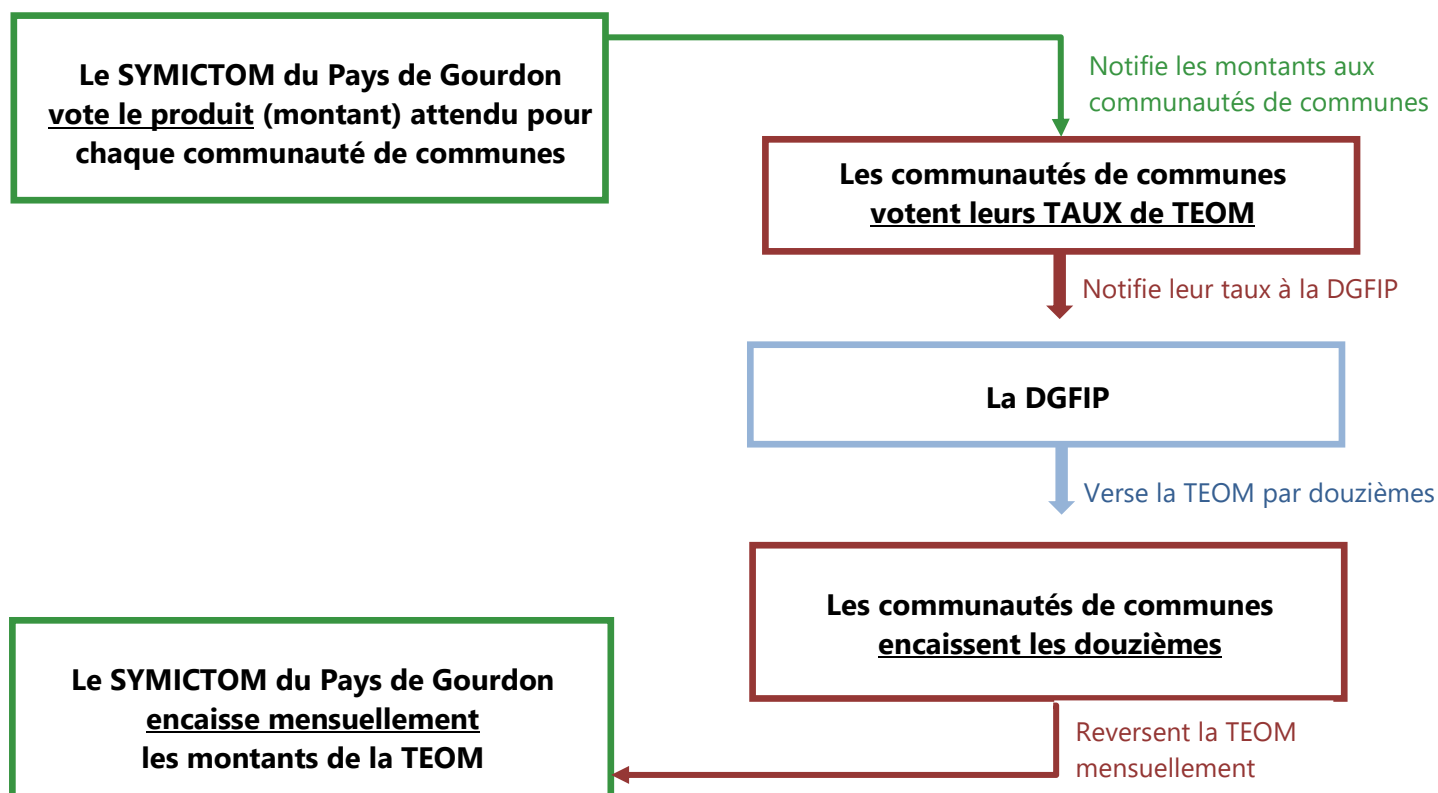 Le SYMICTOM du Pays de Gourdon
vote le produit (montant) attendu pour
chaque communauté de communes
Notifie les montants aux
communautés de communes
Les communautés de communes
votent leurs TAUX de TEOM
Notifie leur taux à la DGFIP
La DGFIP
Verse la TEOM par douzièmes
Les communautés de communes
encaissent les douzièmes
Reversent la TEOM
mensuellement
Le SYMICTOM du Pays de Gourdon
encaisse mensuellement
les montants de la TEOM